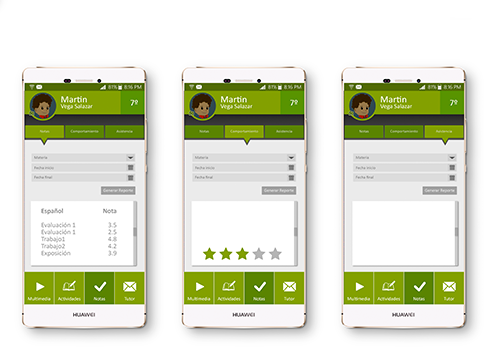 81% 8:16 PM
Martin
Vega Salazar
7º
Notas
Comportamiento
Asistencia
Materia
Fecha inicio
Fecha final
Generar Reporte
Español Nota
Evaluación 1 3.5
Evaluación 1 2.5
Trabajo1 4.8
Trabajo2 4.2
Exposición 3.9
Multimedia
Actividades
Notas
Tutor
HUAWEI
81% 8:16 PM
Martin
Vega Salazar
7º
Notas
Comportamiento
Asistencia
Materia
Fecha inicio
Fecha final
Generar Reporte
Multimedia
Actividades
Notas
Tutor
HUAWEI
81% 8:16 PM
Martin
Vega Salazar
7º
Notas
Comportamiento
Asistencia
Materia
Fecha inicio
Fecha final
Generar Reporte
Multimedia
Actividades
Notas
Tutor
HUAWEI